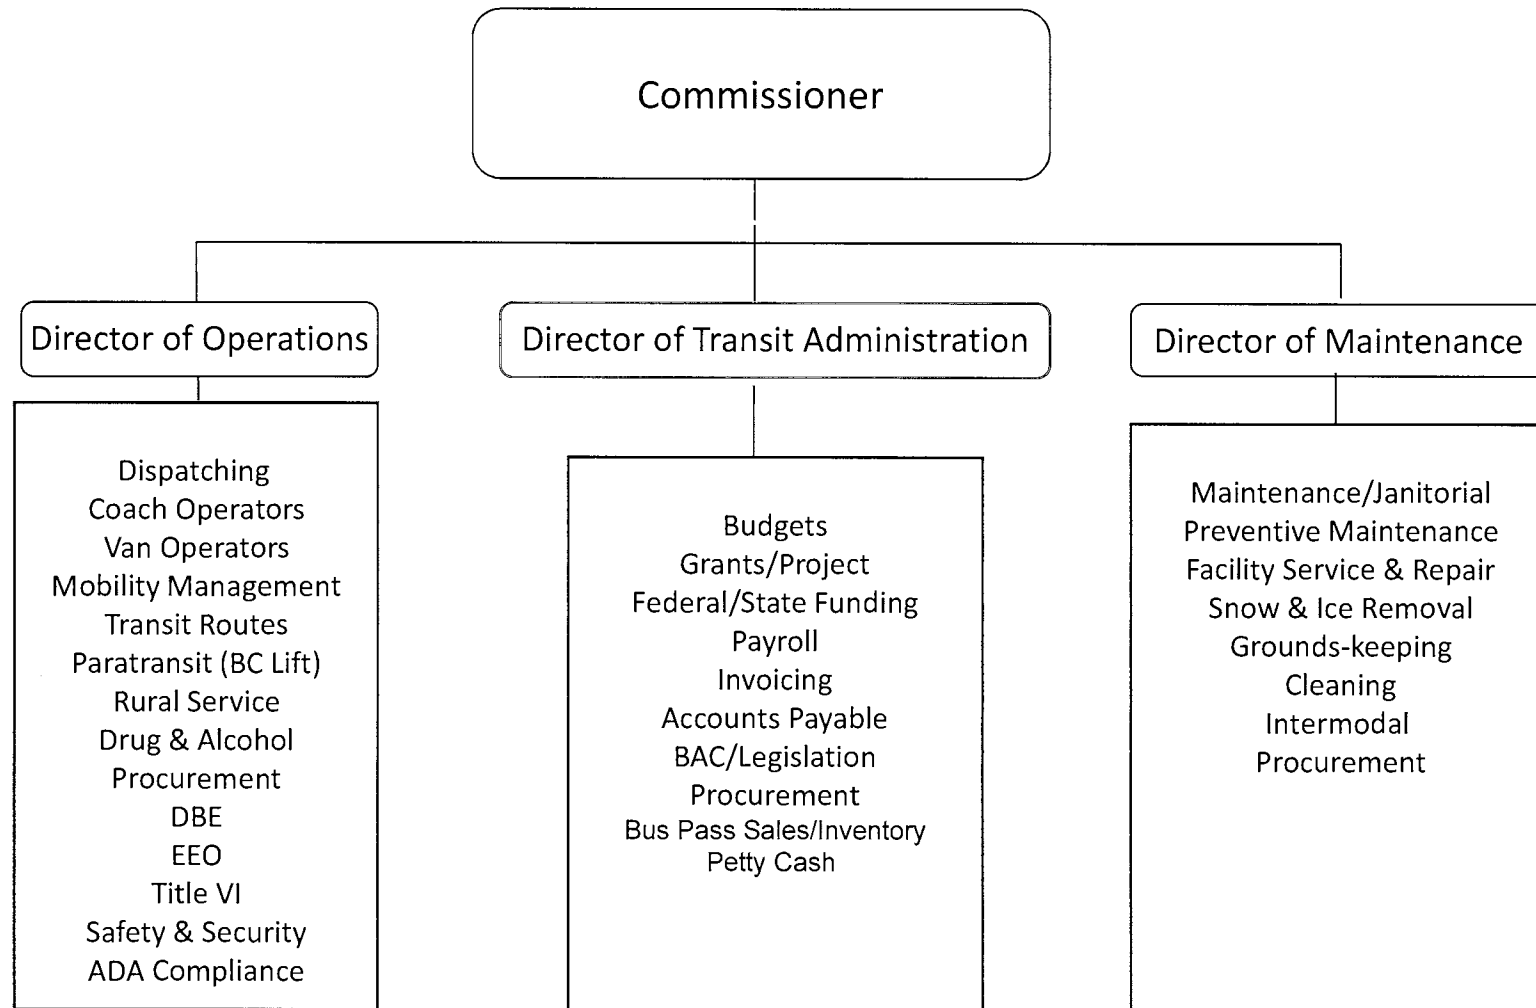 Commissioner
Director of Operations
Dispatching
Coach Operators
Van Operators
Mobility Management
Transit Routes
Paratransit (BC Lift)
Rural Service
Drug & Alcohol
Procurement
DBE
EEO
Title VI
Safety & Security
ADA Compliance
Director of Transit Administration
Budgets
Grants/Project
Federal/State Funding
Payroll
Invoicing
Accounts Payable
BAC/Legislation
Procurement
Bus Pass Sales/Inventory
Petty Cash
Director of Maintenance
Maintenance/Janitorial
Preventive Maintenance
Facility Service & Repair
Snow & Ice Removal
Grounds-keeping
Cleaning
Intermodal
Procurement